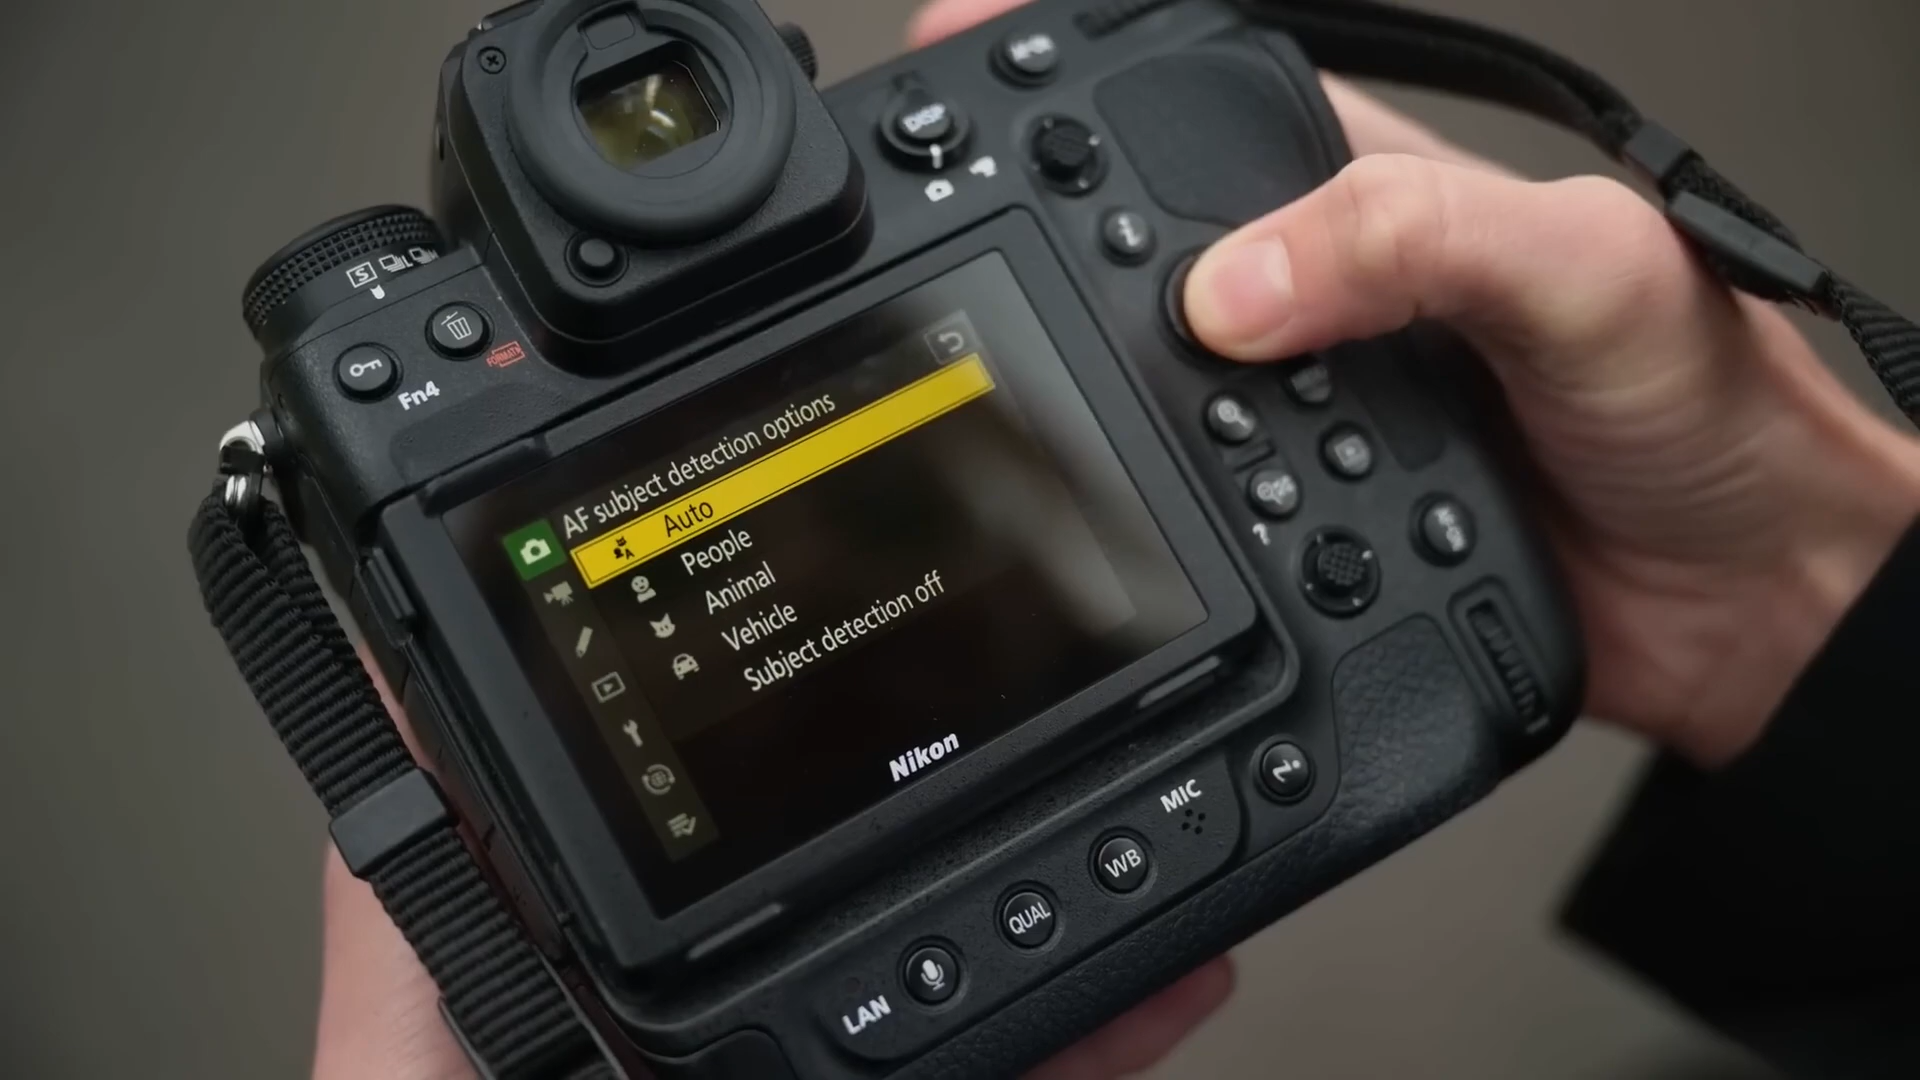 DISP
S
L
Fn4
FORMAT
AF subject detection options
Auto
People
Animal
Vehicle
Subject detection off
Nikon
MIC
WB
QUAL
LAN